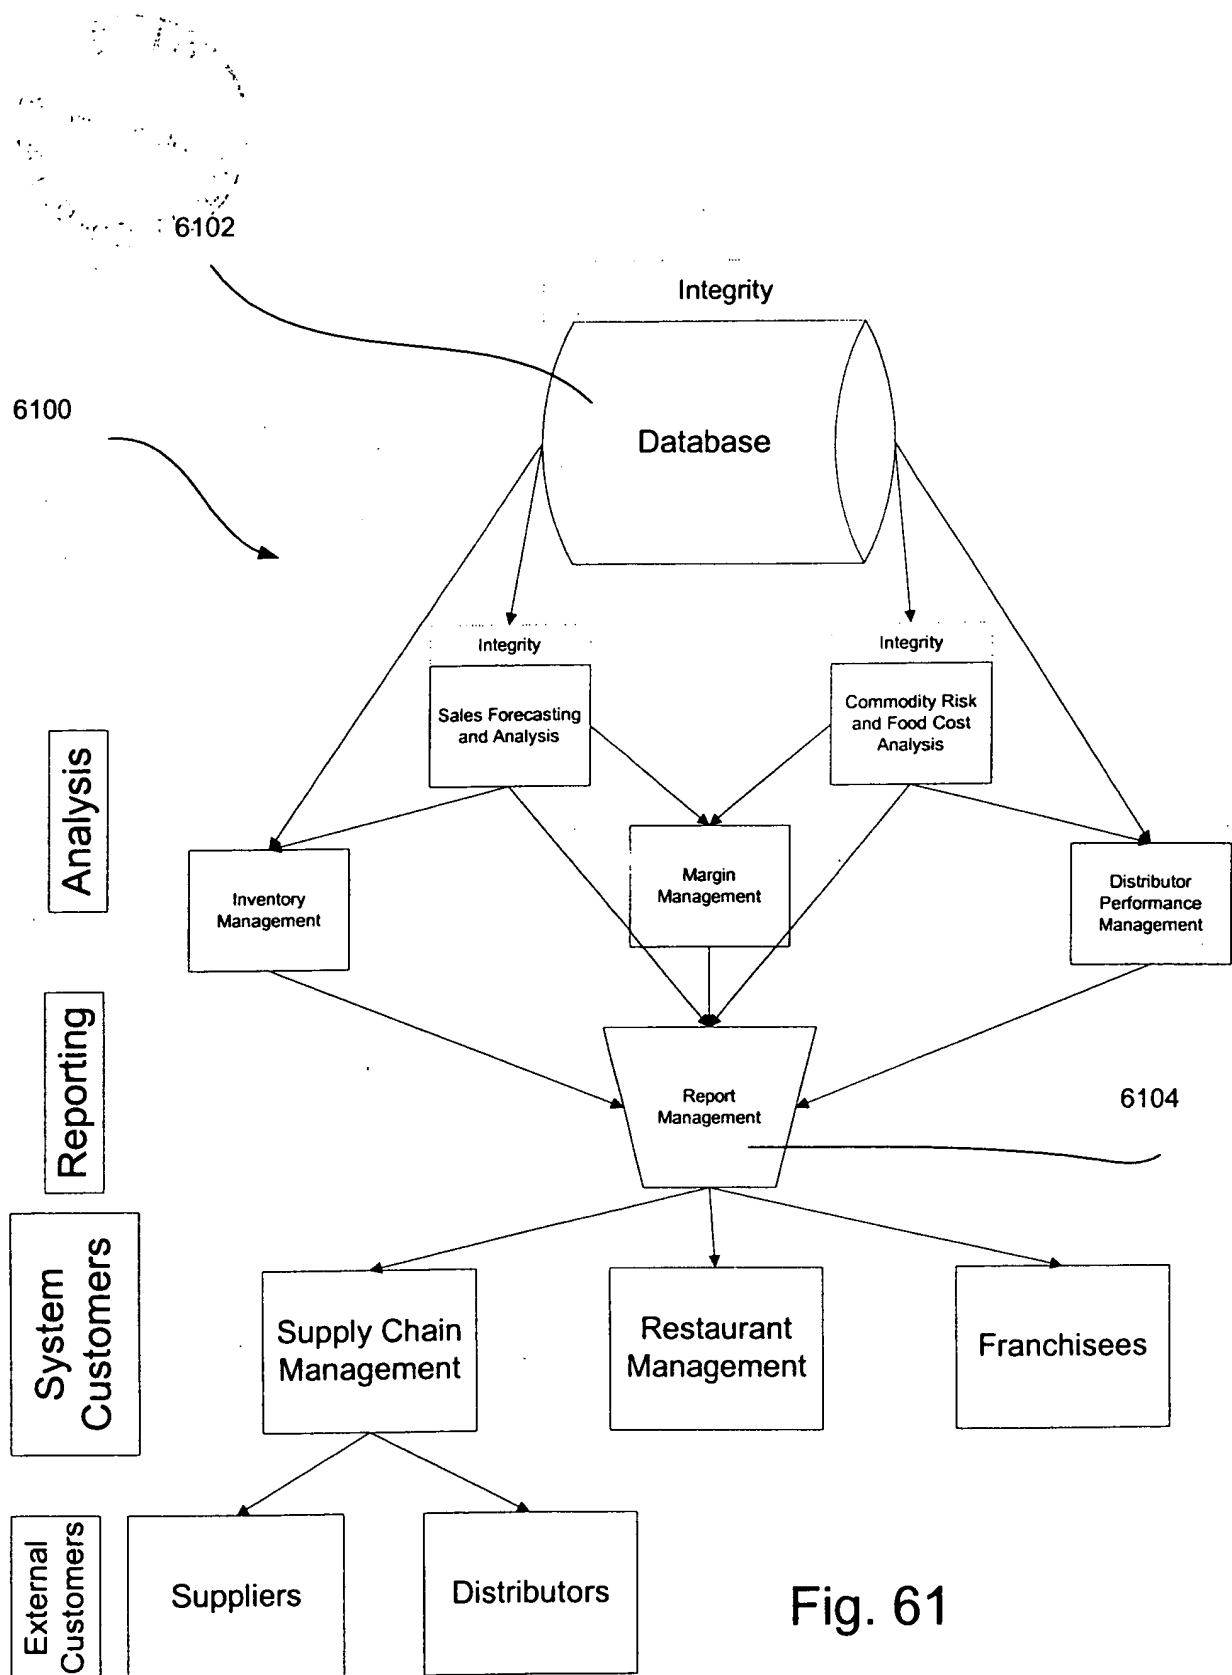 6102
Integrity
6100
Database
Integrity
Integrity
Sales Forecasting
and Analysis
Commodity Risk
and Food Cost
Analysis
Analysis
Inventory
Management
Margin
Management
Distributor
Performance
Management
Reporting
Report
Management
6104
System
Customers
Supply Chain
Management
Restaurant
Management
Franchisees
External
Customers
Suppliers
Distributors
Fig. 61